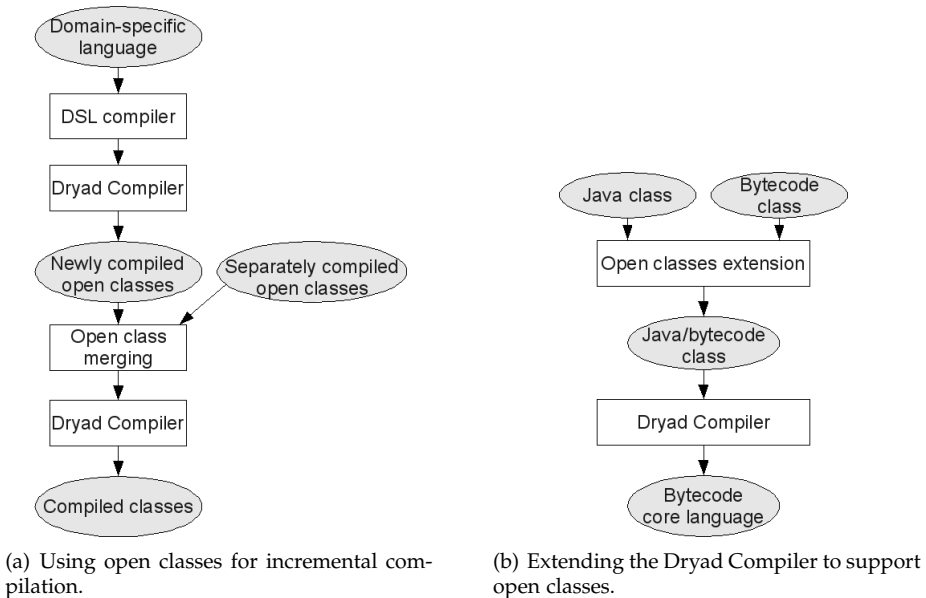 Domain-specific
language
DSL compiler
Dryad Compiler
Newly compiled
open classes
Separately compiled
open classes
Open class
merging
Dryad Compiler
Compiled classes
(a) Using open classes for incremental com-
pilation.
Java class
Bytecode
class
Open classes extension
Java/bytecode
class
Dryad Compiler
Bytecode
core language
(b) Extending the Dryad Compiler to support
open classes.